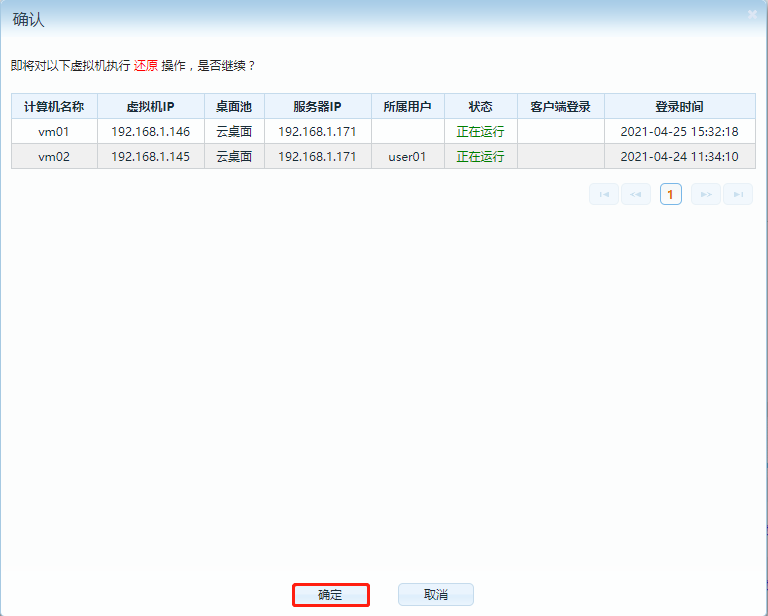 确认
即将对以下虚拟机执行 还原 操作，是否继续？
计算机名称 虚拟机IP 桌面池 服务器IP 所属用户 状态 客户端登录 登录时间
vm01 192.168.1.146 云桌面 192.168.1.171 正在运行 2021-04-25 15:32:18
vm02 192.168.1.145 云桌面 192.168.1.171 user01 正在运行 2021-04-24 11:34:10
1
确定 取消